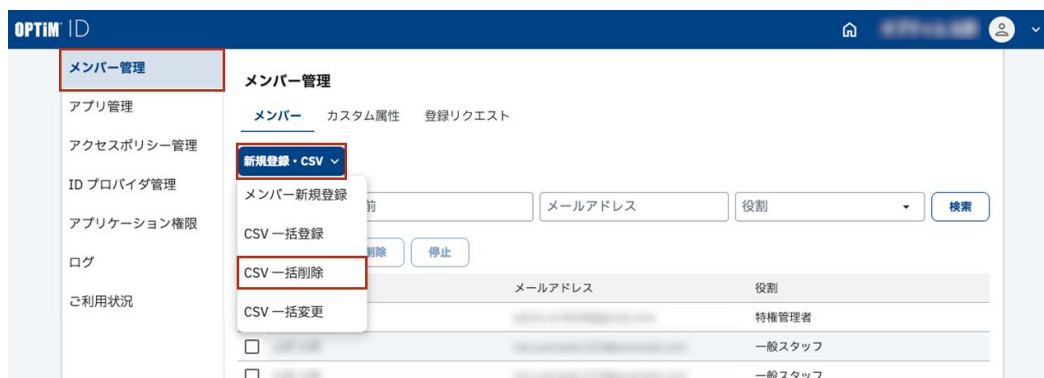 OPTiM ID
メンバー管理
アプリ管理
アクセスポリシー管理
ID プロバイダ管理
アプリケーション権限
ログ
ご利用状況
メンバー管理
メンバー カスタム属性 登録リクエスト
新規登録・CSV
メンバー新規登録
CSV 一括登録
CSV 一括削除
CSV 一括変更
前 メールアドレス 役割 検索
削除 停止
メールアドレス 役割
特権管理者
一般スタッフ
一般スタッフ